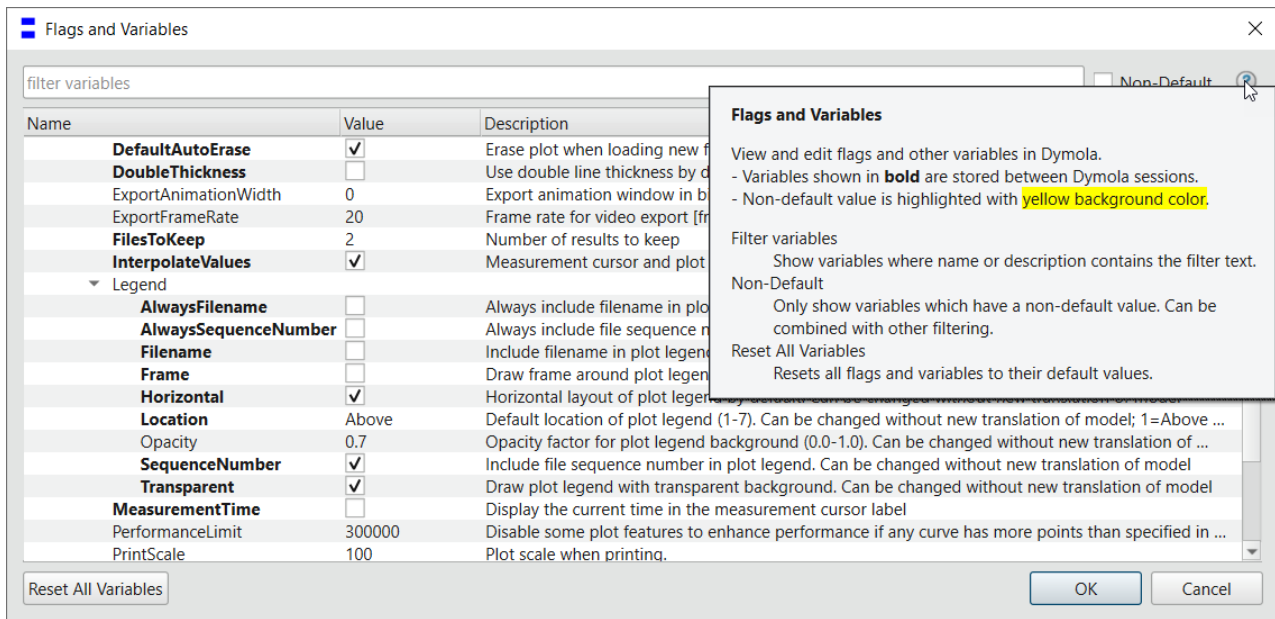 Flags and Variables
filter variables
Non-Default
Name Value Description
DefaultAutoErase Erase plot when loading new f
DoubleThickness Use double line thickness by d
ExportAnimationWidth 0 Export animation window in b
ExportFrameRate 20 Frame rate for video export [fr
FilesToKeep 2 Number of results to keep
InterpolateValues Measurement cursor and plot
Legend
AlwaysFilename Always include filename in plo
AlwaysSequenceNumber Always include file sequence n
Filename Include filename in plot legend
Frame Draw frame around plot legen
Horizontal Horizontal layout of plot legend by default. Can be changed without new translation of model
Location Above Default location of plot legend (1-7). Can be changed without new translation of model; 1=Above ...
Opacity 0.7 Opacity factor for plot legend background (0.0-1.0). Can be changed without new translation of ...
SequenceNumber Include file sequence number in plot legend. Can be changed without new translation of model
Transparent Draw plot legend with transparent background. Can be changed without new translation of model
MeasurementTime Display the current time in the measurement cursor label
PerformanceLimit 300000 Disable some plot features to enhance performance if any curve has more points than specified in ...
PrintScale 100 Plot scale when printing.
Flags and Variables
View and edit flags and other variables in Dymola.
- Variables shown in bold are stored between Dymola sessions.
- Non-default value is highlighted with yellow background color.
Filter variables
Show variables where name or description contains the filter text.
Non-Default
Only show variables which have a non-default value. Can be
combined with other filtering.
Reset All Variables
Resets all flags and variables to their default values.
Reset All Variables
OK
Cancel